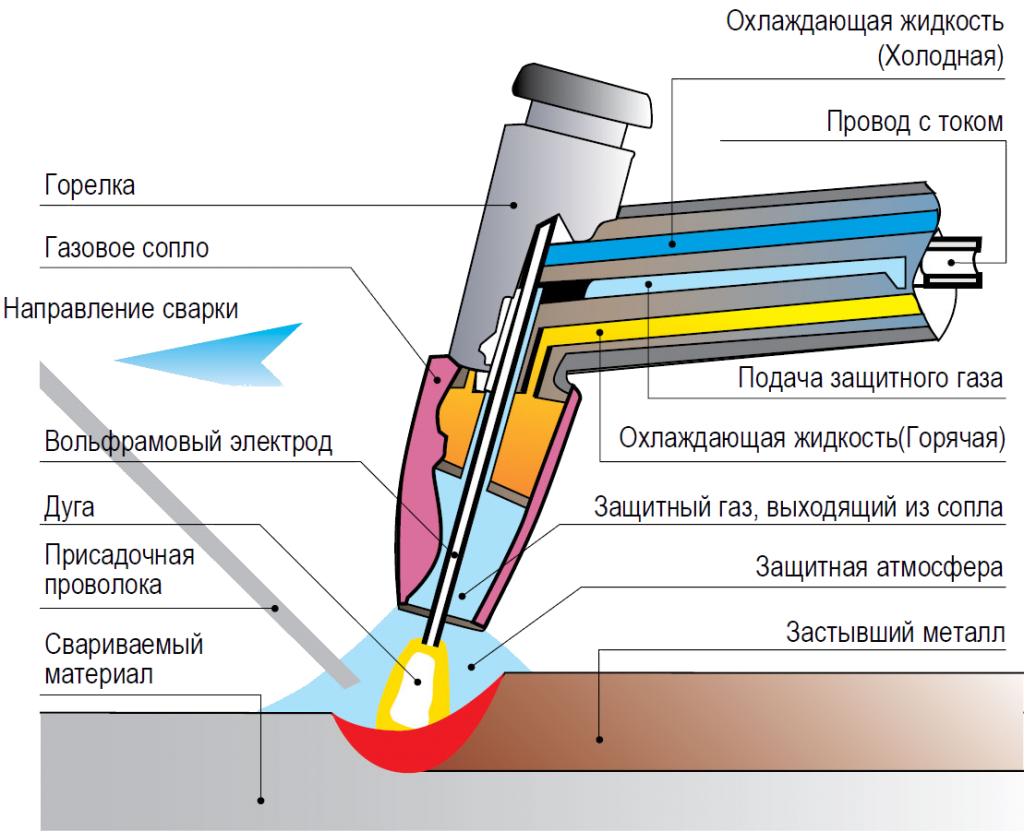 Охлаждающая жидкость
(Холодная)
Провод с током
Горелка
Газовое сопло
Направление сварки
Подача защитного газа
Вольфрамовый электрод
Охлаждающая жидкость(Горячая)
Дуга
Защитный газ, выходящий из сопла
Присадочная
проволока
Защитная атмосфера
Свариваемый
материал
Застывший металл